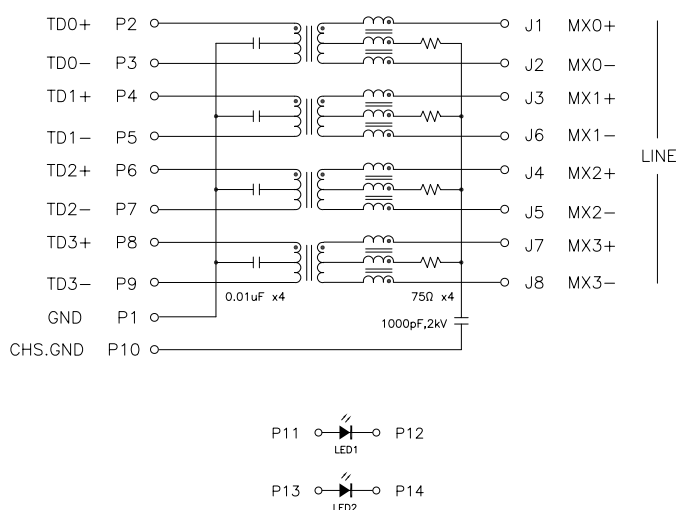 TD0+ P2 J1 MX0+
TD0- P3 J2 MX0-
TD1+ P4 J3 MX1+
TD1- P5 J6 MX1-
LINE
TD2+ P6 J4 MX2+
TD2- P7 J5 MX2-
TD3+ P8 J7 MX3+
TD3- P9 J8 MX3-
0.01uF x4 75Ω x4
GND P1 1000pF,2kV
CHS.GND P10
P11 P12
LED1
P13 P14
LED2